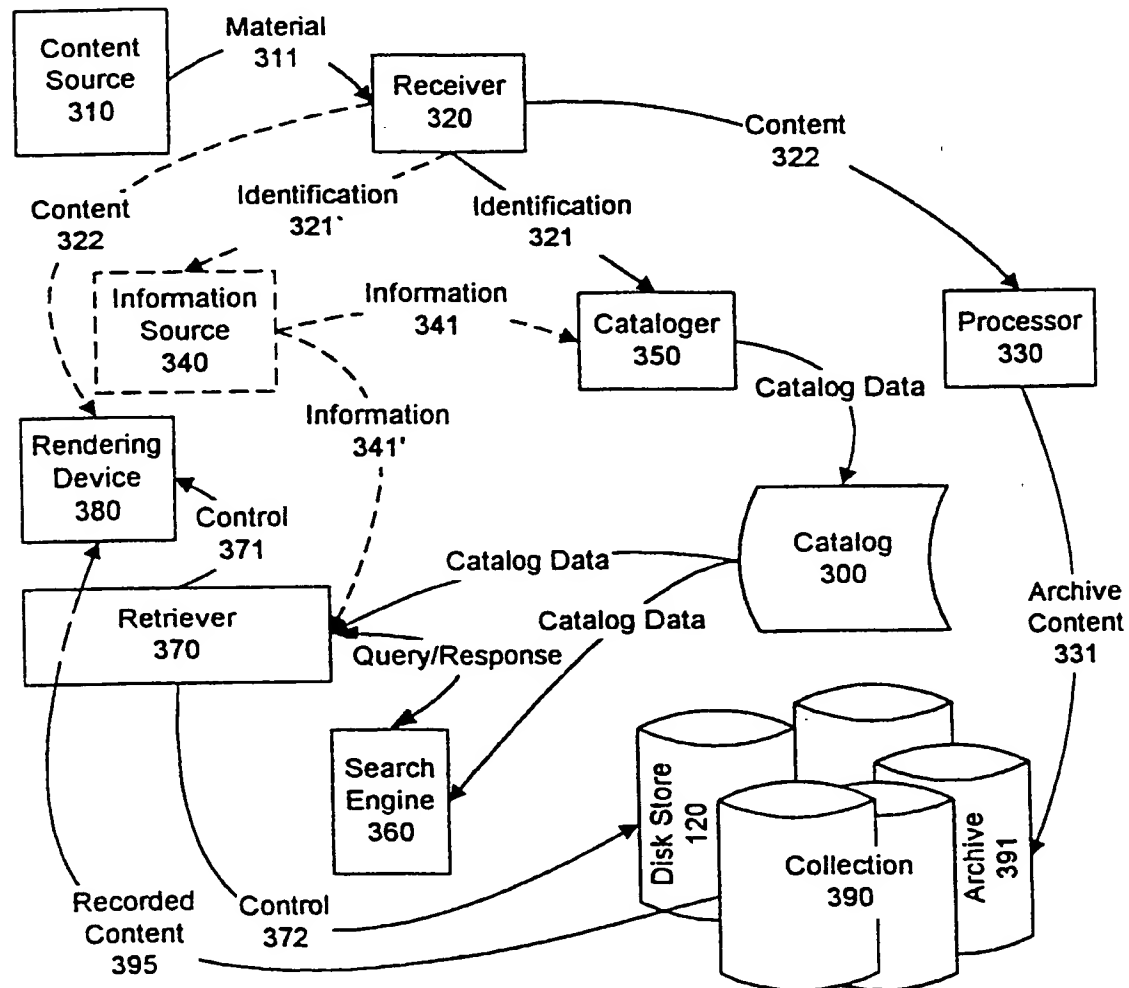 Content
Source
310
Material
311
Receiver
320
Content
322
Identification
321'
Identification
321
Content
322
Information
Source
340
Information
341
Cataloger
350
Processor
330
Catalog Data
Information
341'
Rendering
Device
380
Control
371
Catalog Data
Catalog
300
Archive
Content
331
Retriever
370
Catalog Data
Query/Response
Search
Engine
360
Disk Store
120
Collection
390
Archive
391
Recorded
Content
395
Control
372